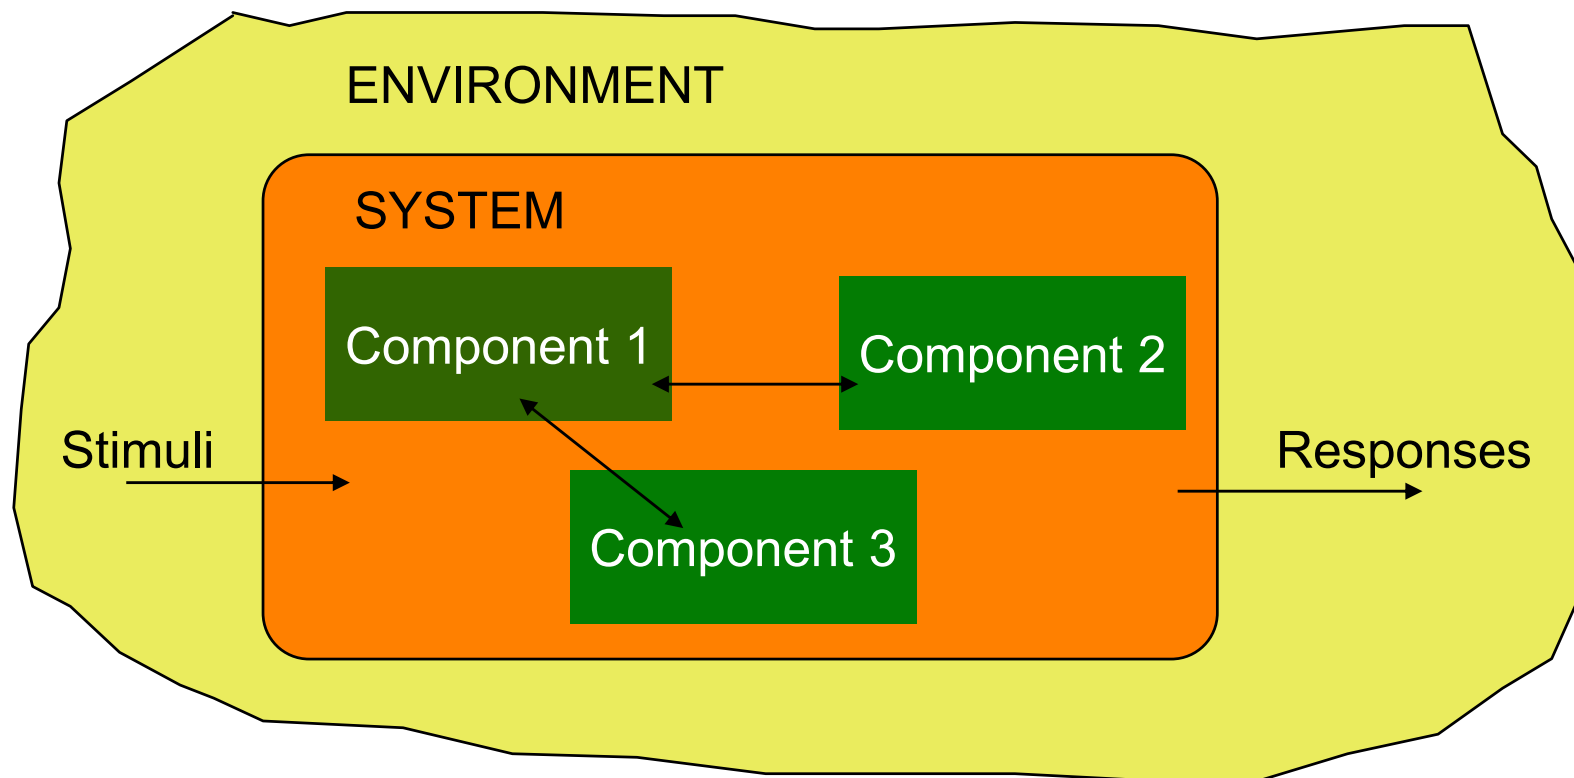 ENVIRONMENT
SYSTEM
Component 1
Component 2
Stimuli
Responses
Component 3